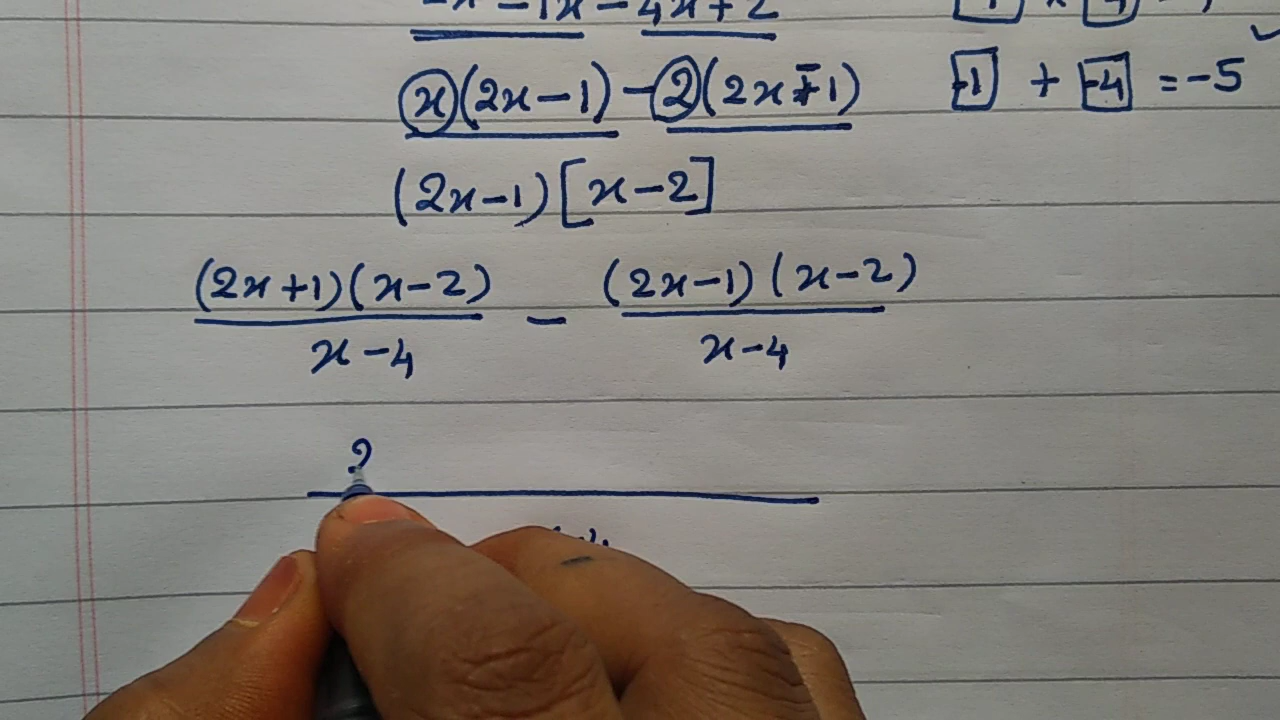 x(2x-1)-2(2x-1)
-1 + -4 = -5
(2x-1)[x-2]
(2x+1)(x-2) / x-4 - (2x-1)(x-2) / x-4
2